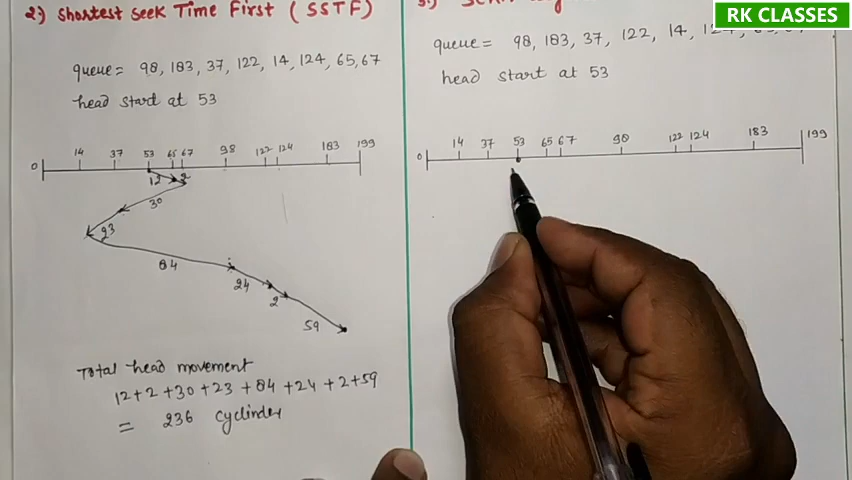 2) Shortest Seek Time First (SSTF)
queue = 98, 183, 37, 122, 14, 124, 65, 67
head start at 53
0 14 37 53 65 67 98 122 124 183 199
12 2
30
23
84
24
2
59
Total head movement
12+2+30+23+84+24+2+59
= 236 cyclinder
3.)
RK CLASSES
queue = 98, 183, 37, 122, 14,
head start at 53
0 14 37 53 65 67 98 122 124 183 199